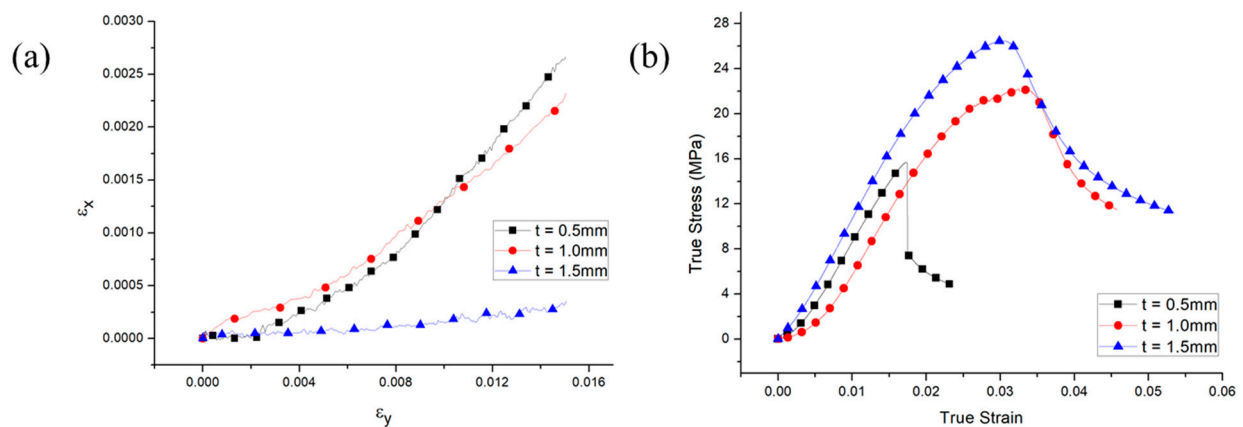 (a)
0.0030
0.0025
0.0020
0.0015
0.0010
0.0005
0.0000
εx
t = 0.5mm
t = 1.0mm
t = 1.5mm
0.000 0.004 0.008 0.012 0.016
εy
(b)
28
24
20
16
12
8
4
0
True Stress (MPa)
t = 0.5mm
t = 1.0mm
t = 1.5mm
0.00 0.01 0.02 0.03 0.04 0.05 0.06
True Strain